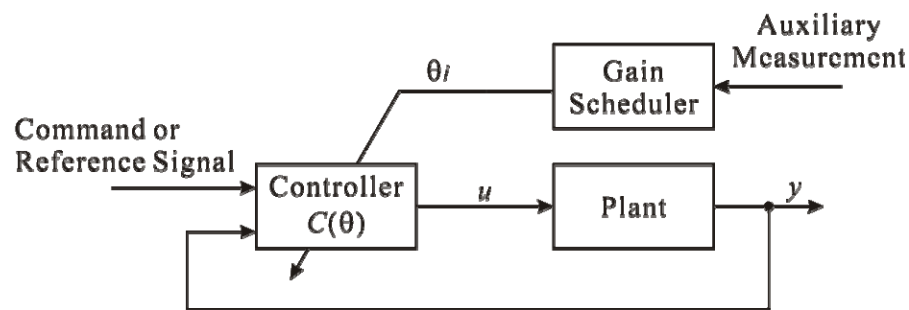 Auxiliary
Measurement
θi
Gain
Scheduler
Command or
Reference Signal
Controller
C(θ)
u
Plant
y